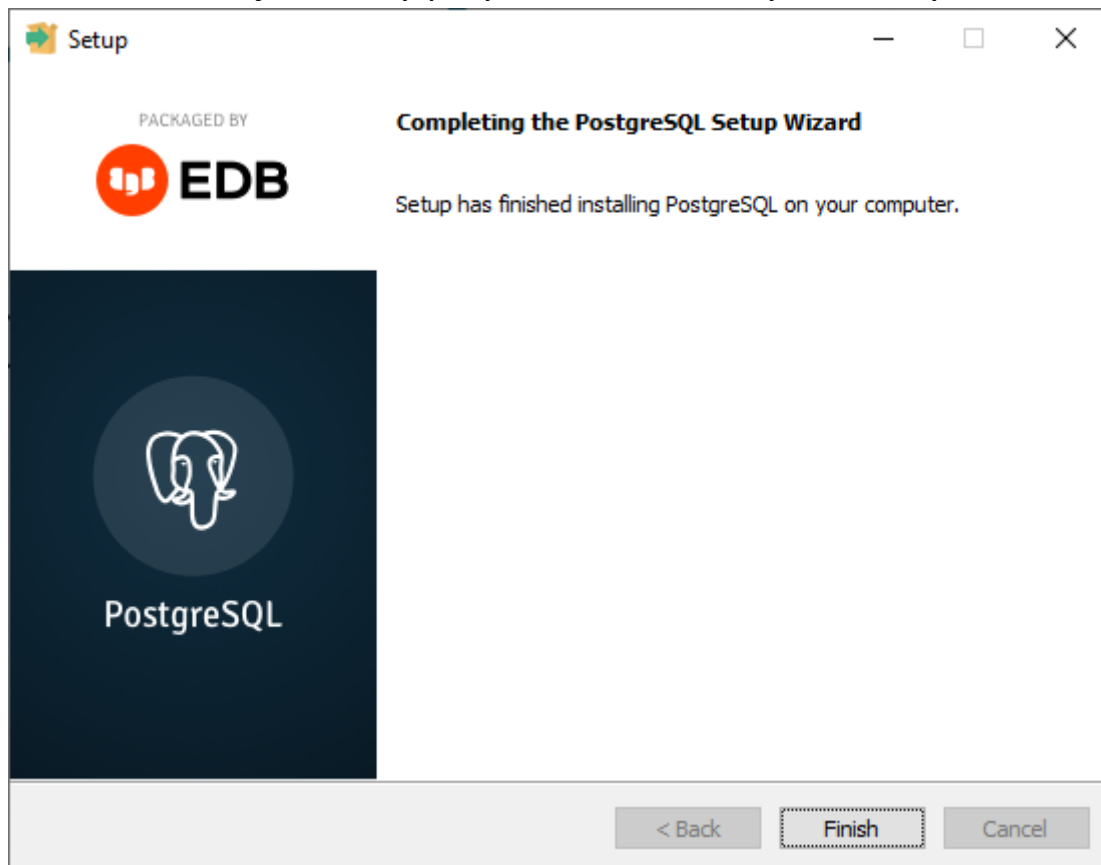 Setup
PACKAGED BY
EDB
Completing the PostgreSQL Setup Wizard
Setup has finished installing PostgreSQL on your computer.
PostgreSQL
< Back
Finish
Cancel